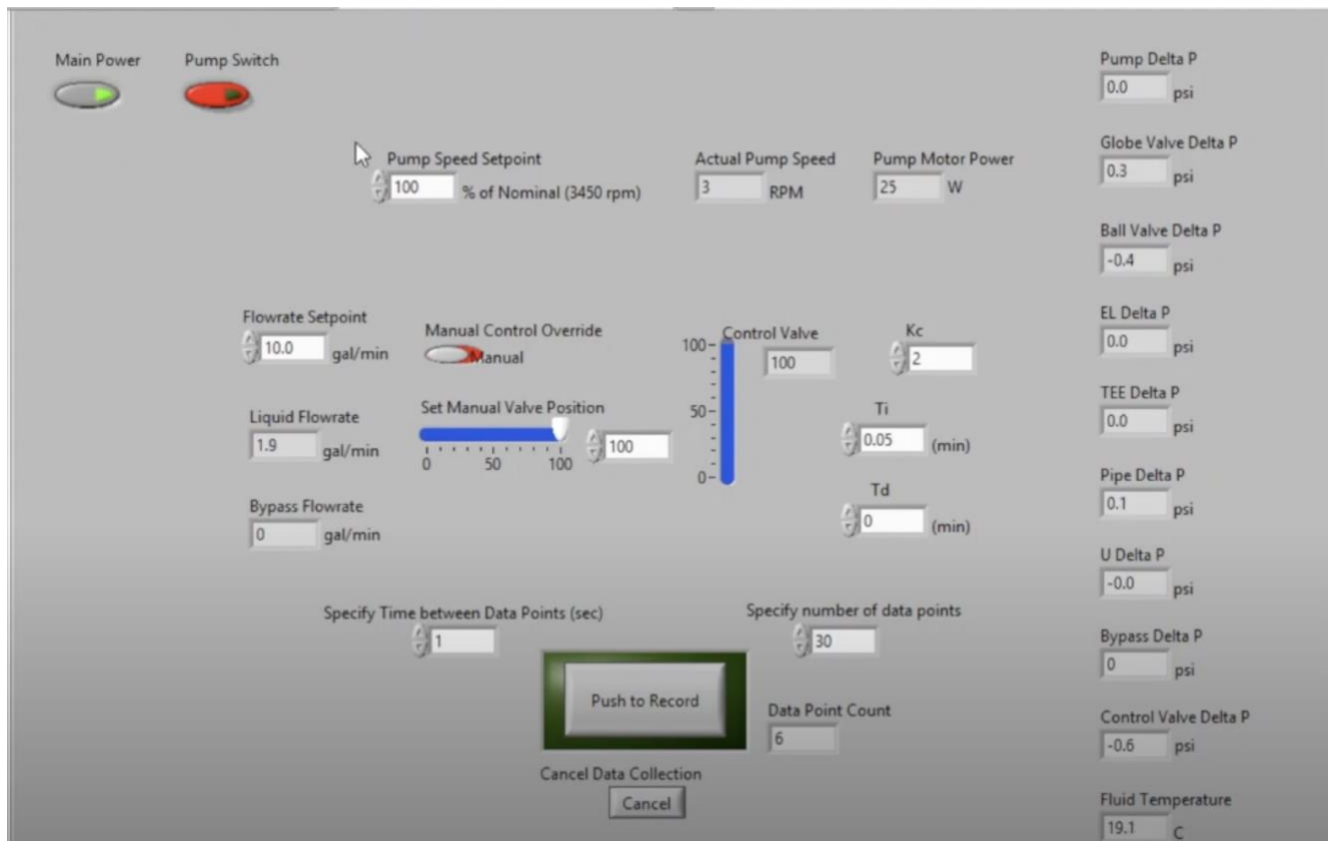 Main Power
Pump Switch
Pump Delta P
0.0 psi
Globe Valve Delta P
Pump Speed Setpoint
Actual Pump Speed
Pump Motor Power
0.3 psi
100 % of Nominal (3450 rpm)
3 RPM
25 W
Ball Valve Delta P
-0.4 psi
Flowrate Setpoint
Manual Control Override
Control Valve
Kc
EL Delta P
10.0 gal/min
Manual
100
100
2
0.0 psi
Liquid Flowrate
Set Manual Valve Position
50
Ti
TEE Delta P
1.9 gal/min
0 50 100
100
0
0.05 (min)
0.0 psi
Bypass Flowrate
Td
Pipe Delta P
0 gal/min
0 (min)
0.1 psi
U Delta P
-0.0 psi
Specify Time between Data Points (sec)
Specify number of data points
1
30
Bypass Delta P
0 psi
Push to Record
Data Point Count
6
Control Valve Delta P
-0.6 psi
Cancel Data Collection
Cancel
Fluid Temperature
19.1 C